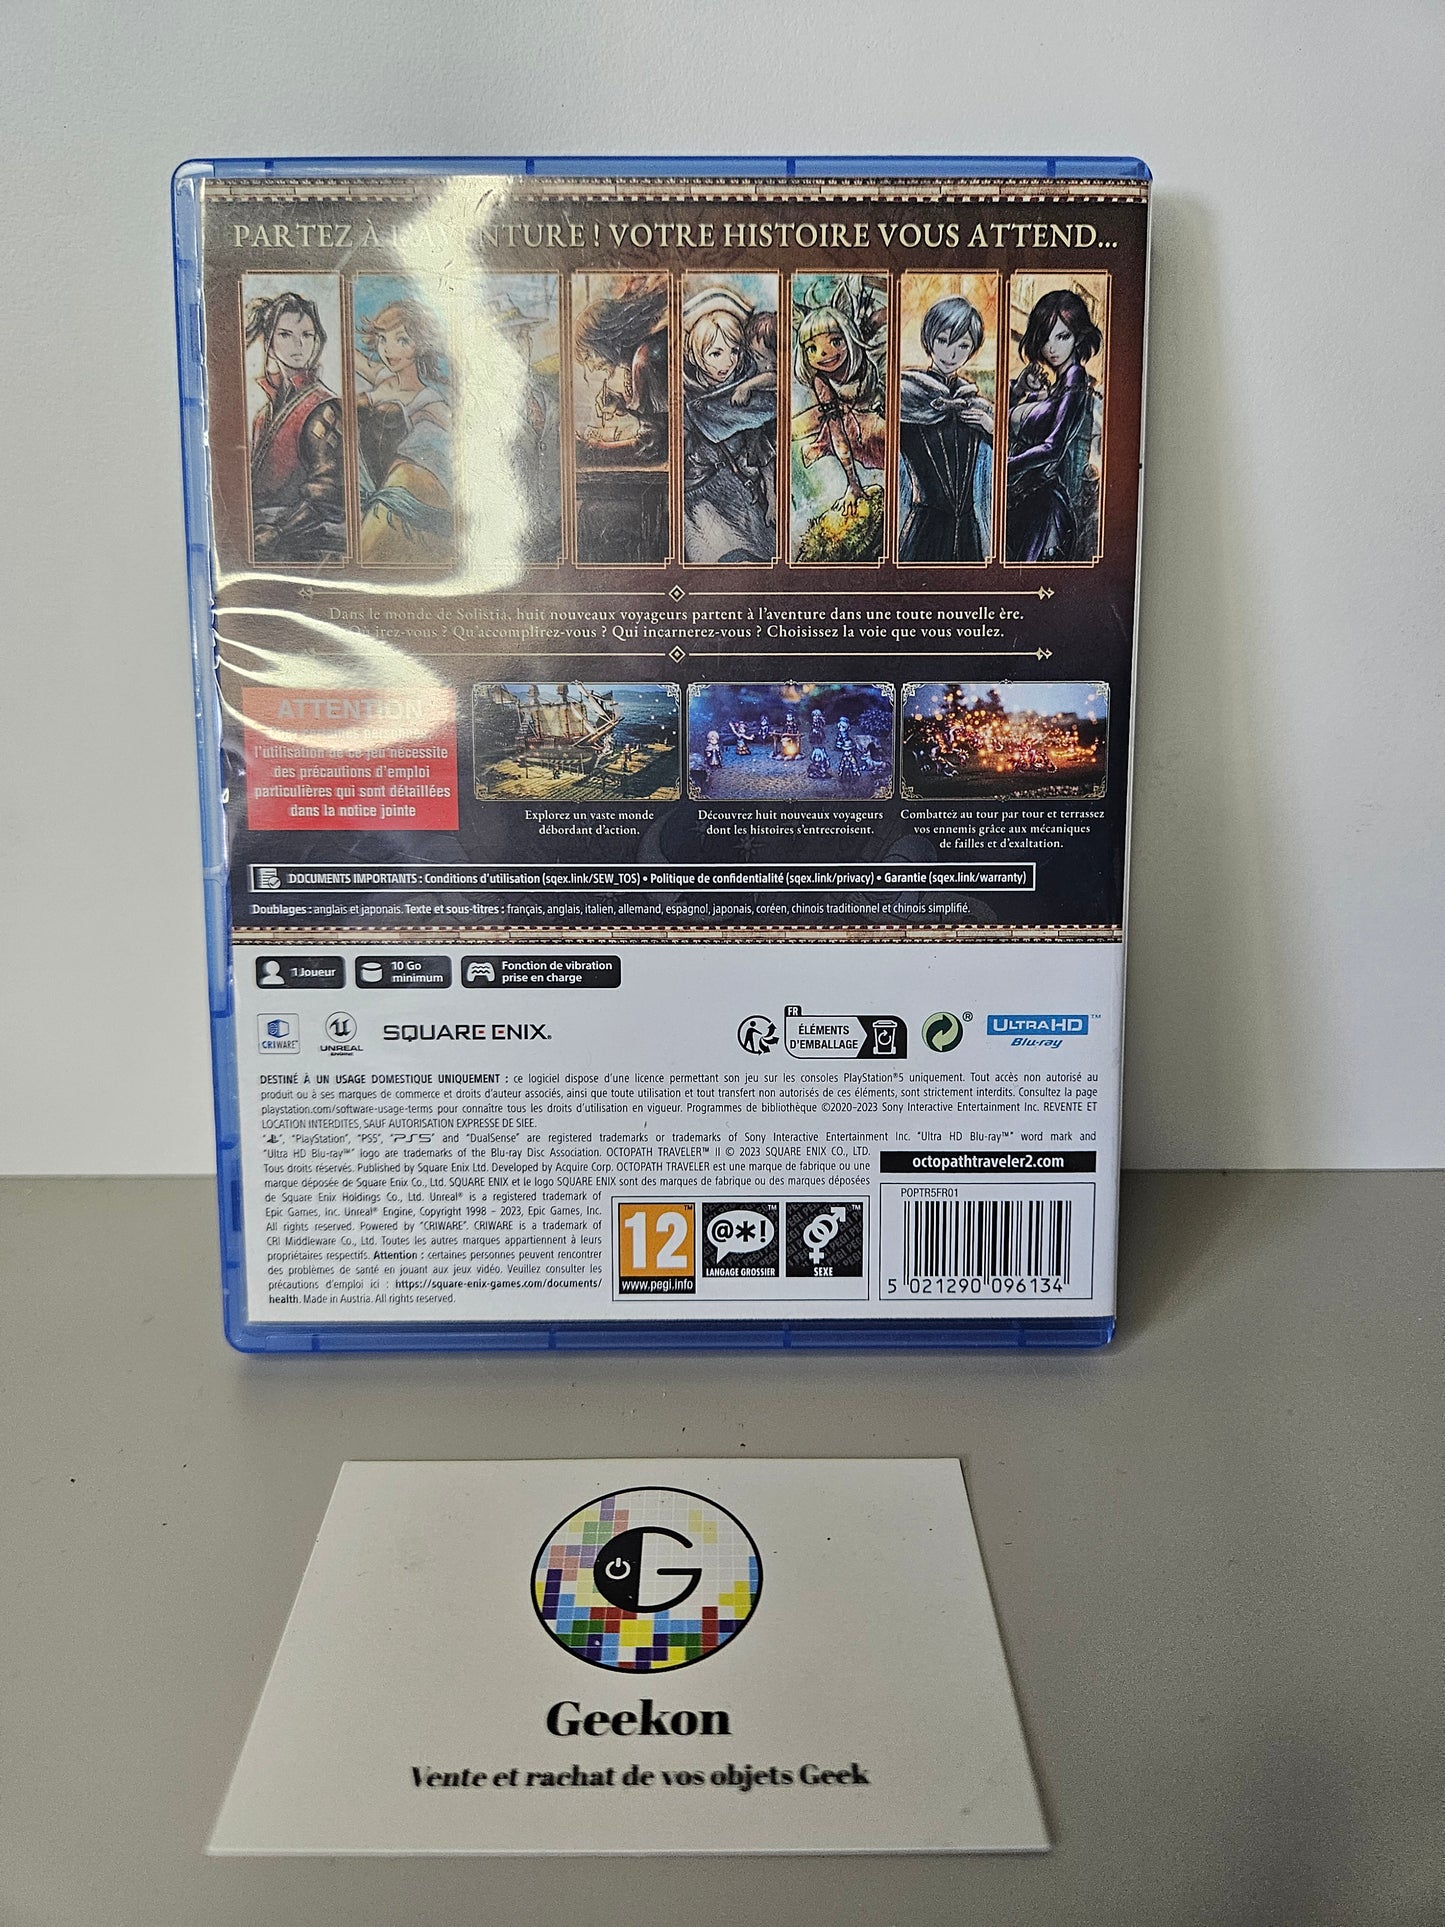 PARTEZ À L'AVENTURE ! VOTRE HISTOIRE VOUS ATTEND...
Dans le monde de Solistia, huit nouveaux voyageurs partent à l'aventure dans une toute nouvelle ère.
Où irez-vous ? Qu'accomplirez-vous ? Qui incarnerez-vous ? Choisissez la voie que vous voulez.
ATTENTION
certaines personnes,
l'utilisation de ce jeu nécessite
des précautions d'emploi
particulières qui sont détaillées
dans la notice jointe
Explorez un vaste monde
débordant d'action.
Découvrez huit nouveaux voyageurs
dont les histoires s'entrecroisent.
Combattez au tour par tour et terrassez
vos ennemis grâce aux mécaniques
de failles et d'exaltation.
DOCUMENTS IMPORTANTS : Conditions d'utilisation (sqex.link/SEW_TOS) • Politique de confidentialité (sqex.link/privacy) • Garantie (sqex.link/warranty)
Doublages : anglais et japonais. Texte et sous-titres : français, anglais, italien, allemand, espagnol, japonais, coréen, chinois traditionnel et chinois simplifié.
1 Joueur
10 Go
minimum
Fonction de vibration
prise en charge
CRIWARE
UNREAL
ENGINE
SQUARE ENIX®
FR
ÉLÉMENTS
D'EMBALLAGE
®
ULTRA HD™
Blu-ray
DESTINÉ À UN USAGE DOMESTIQUE UNIQUEMENT : ce logiciel dispose d'une licence permettant son jeu sur les consoles PlayStation®5 uniquement. Tout accès non autorisé au
produit ou à ses marques de commerce et droits d'auteur associés, ainsi que toute utilisation et tout transfert non autorisés de ces éléments, sont strictement interdits. Consultez la page
playstation.com/software-usage-terms pour connaître tous les droits d'utilisation en vigueur. Programmes de bibliothèque ©2020-2023 Sony Interactive Entertainment Inc. REVENTE ET
LOCATION INTERDITES, SAUF AUTORISATION EXPRESSE DE SIEE.
"PlayStation", "PS5", "PS5" and "DualSense" are registered trademarks or trademarks of Sony Interactive Entertainment Inc. "Ultra HD Blu-ray™" word mark and
"Ultra HD Blu-ray™" logo are trademarks of the Blu-ray Disc Association. OCTOPATH TRAVELER™ II © 2023 SQUARE ENIX CO., LTD.
Tous droits réservés. Published by Square Enix Ltd. Developed by Acquire Corp. OCTOPATH TRAVELER est une marque de fabrique ou une
marque déposée de Square Enix Co., Ltd. SQUARE ENIX et le logo SQUARE ENIX sont des marques de fabrique ou des marques déposées
de Square Enix Holdings Co., Ltd. Unreal® is a registered trademark of
Epic Games, Inc. Unreal® Engine, Copyright 1998 – 2023, Epic Games, Inc.
All rights reserved. Powered by "CRIWARE". CRIWARE is a trademark of
CRI Middleware Co., Ltd. Toutes les autres marques appartiennent à leurs
propriétaires respectifs. Attention : certaines personnes peuvent rencontrer
des problèmes de santé en jouant aux jeux vidéo. Veuillez consulter les
précautions d'emploi ici : https://square-enix-games.com/documents/
health. Made in Austria. All rights reserved.
octopathtraveler2.com
12™
www.pegi.info
@*!™
LANGAGE GROSSIER
™
SEXE
POPTR5FR01
5 021290 096134
G
Geekon
Vente et rachat de vos objets Geek